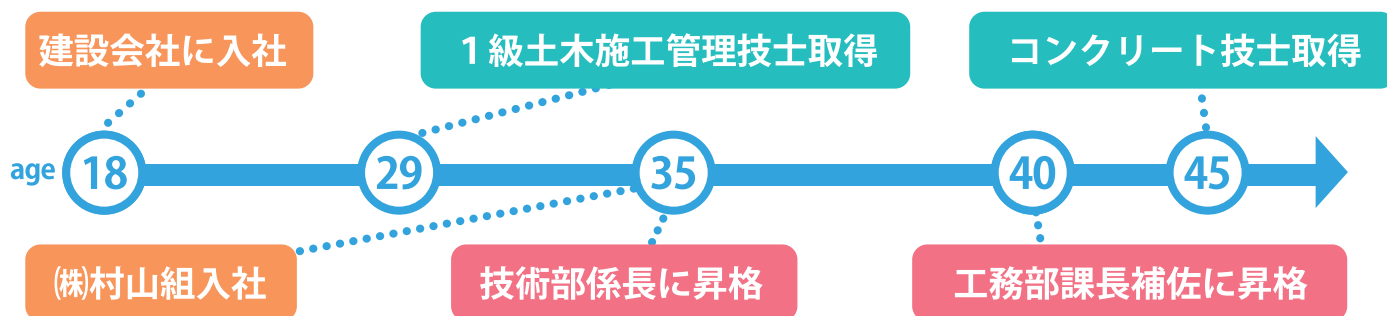 建設会社に入社
1級土木施工管理技士取得
コンクリート技士取得
age 18 29 35 40 45
㈱村山組入社
技術部係長に昇格
工務部課長補佐に昇格